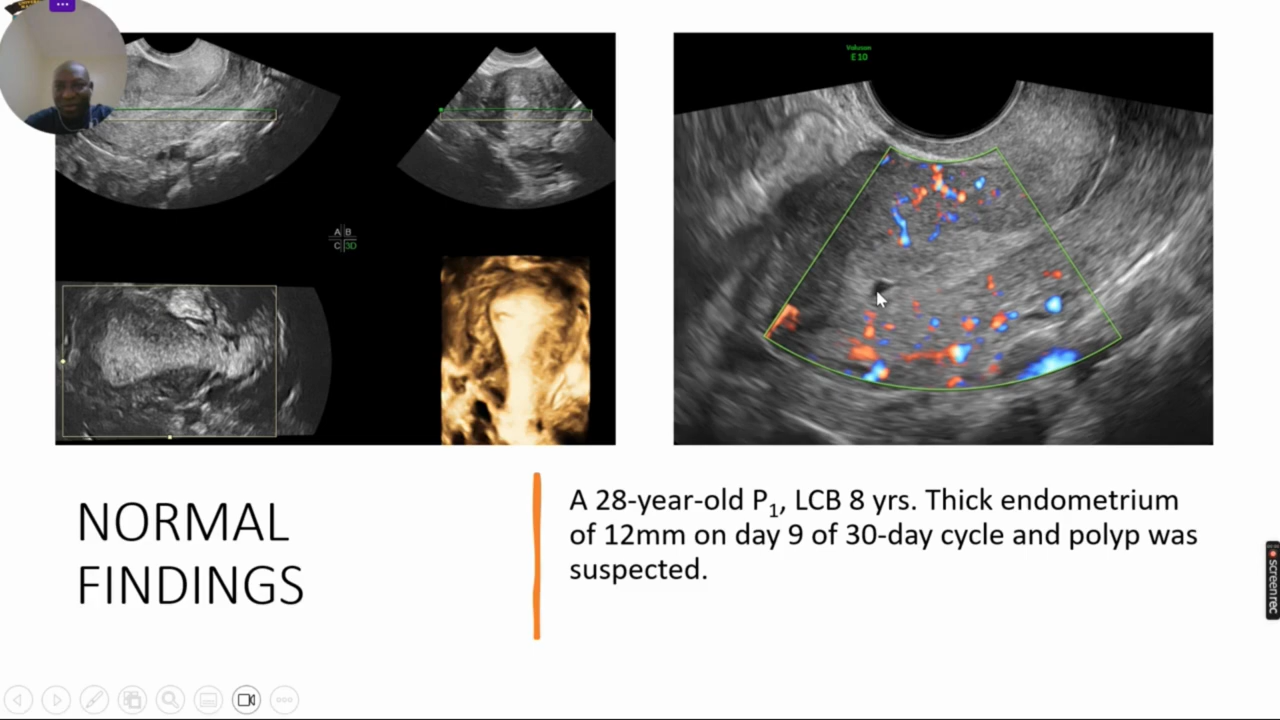 Voluson
E10
A B
C 3D
NORMAL
FINDINGS
A 28-year-old P1, LCB 8 yrs. Thick endometrium
of 12mm on day 9 of 30-day cycle and polyp was
suspected.
screenrec